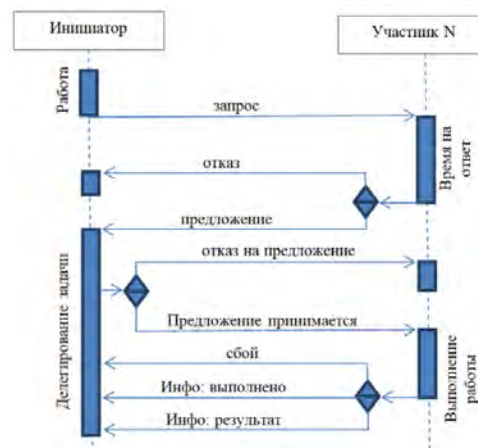 Инициатор
Участник N
Работа
запрос
Время на
ответ
отказ
предложение
отказ на предложение
Делегирование задачи
Предложение принимается
сбой
Инфо: выполнено
Выполнение
работы
Инфо: результат